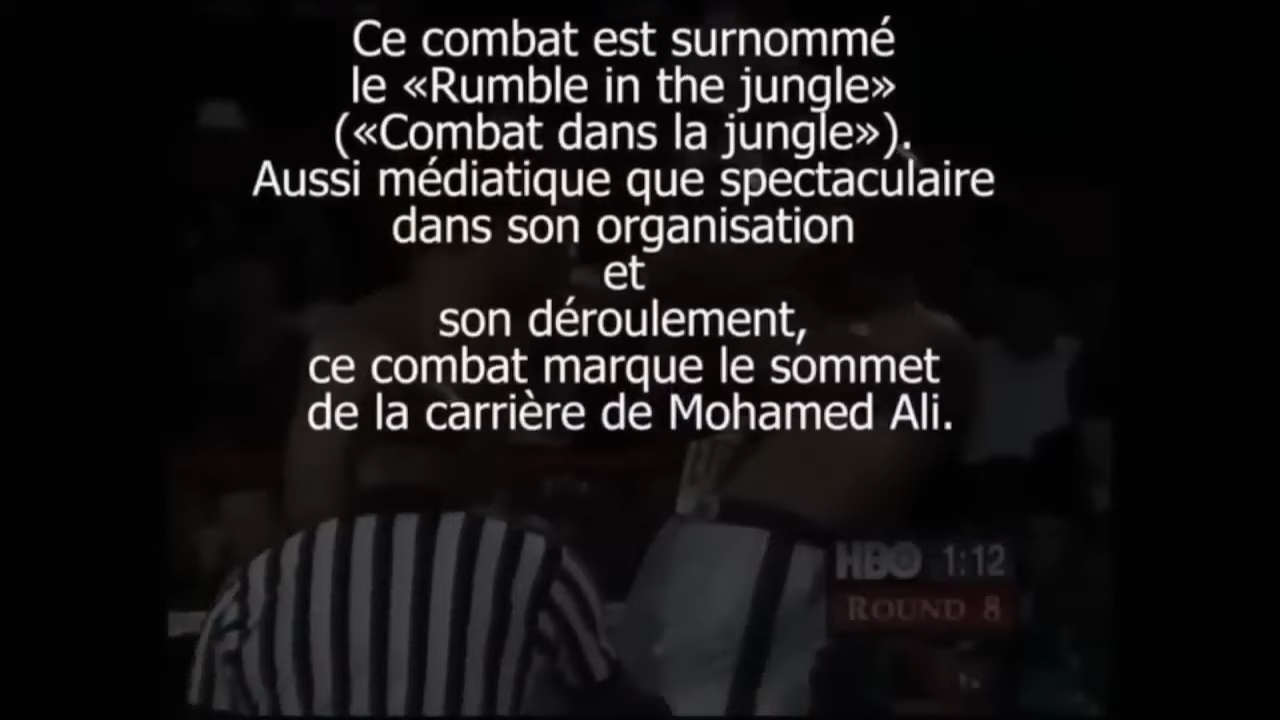 Ce combat est surnommé
le «Rumble in the jungle»
(«Combat dans la jungle»).
Aussi médiatique que spectaculaire
dans son organisation
et
son déroulement,
ce combat marque le sommet
de la carrière de Mohamed Ali.
HBO 1:12
ROUND 8